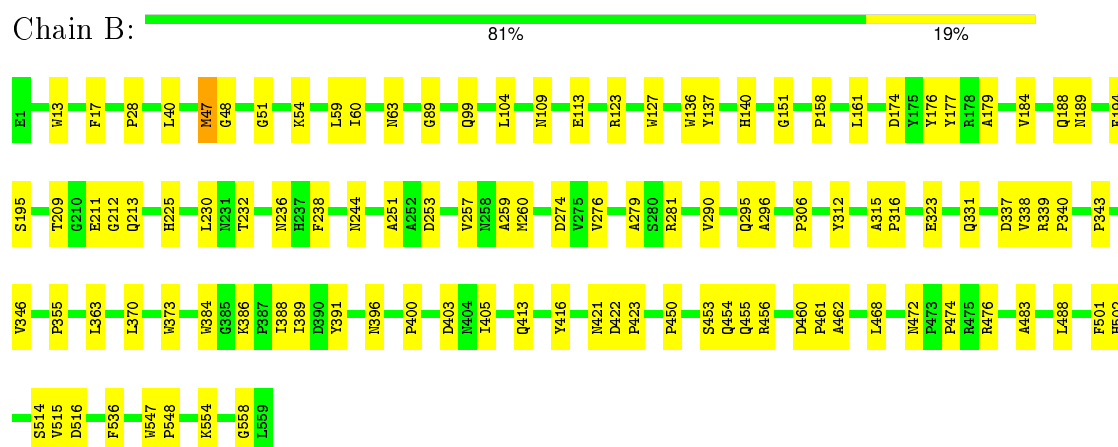 Chain B:
81% 19%
E1 W13 F17 P28 L40 M47 G48 G51 K54 L59 I60 N63 G89 Q99 L104 N109 E113 R123 W127 W136 Y137 H140 G151 P158 L161 D174 Y175 Y176 Y177 R178 A179 V184 Q188 N189
S195 T209 G210 E211 G212 Q213 H225 L230 N231 T232 N236 H237 F238 N244 A251 A252 D253 V257 N258 A259 M260 D274 V275 V276 A279 S280 R281 V290 Q295 A296 P306 Y312 A315 P316 E323 Q331 D337 V338 R339 P340 P343
V346 P355 L363 L370 W373 W384 G385 K386 P387 I388 I389 D390 Y391 N396 P400 D403 N404 I405 Q413 Y416 N421 D422 P423 P450 S453 Q454 Q455 R456 D460 P461 A462 L468 N472 P473 P474 R475 R476 A483 L488 F501 H502
S514 V515 D516 F536 W547 P548 K554 G558 L559